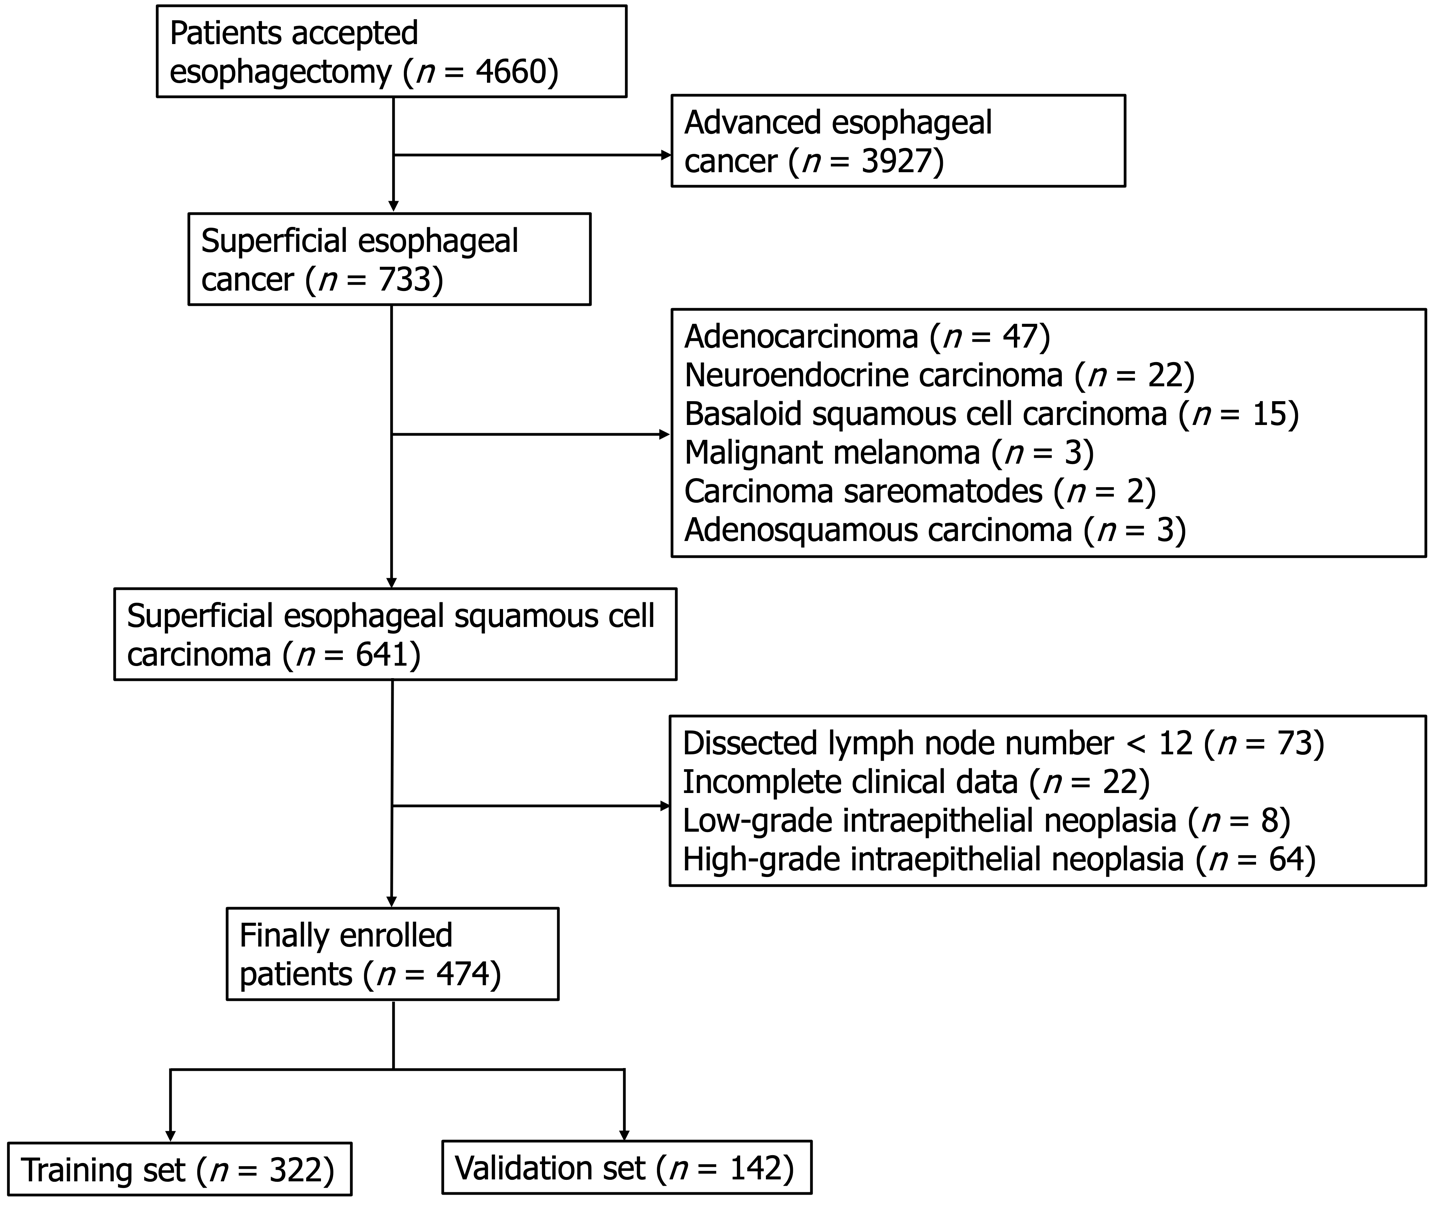 Patients accepted
esophagectomy (n = 4660)
Advanced esophageal
cancer (n = 3927)
Superficial esophageal
cancer (n = 733)
Adenocarcinoma (n = 47)
Neuroendocrine carcinoma (n = 22)
Basaloid squamous cell carcinoma (n = 15)
Malignant melanoma (n = 3)
Carcinoma sareomatodes (n = 2)
Adenosquamous carcinoma (n = 3)
Superficial esophageal squamous cell
carcinoma (n = 641)
Dissected lymph node number < 12 (n = 73)
Incomplete clinical data (n = 22)
Low-grade intraepithelial neoplasia (n = 8)
High-grade intraepithelial neoplasia (n = 64)
Finally enrolled
patients (n = 474)
Training set (n = 322)
Validation set (n = 142)